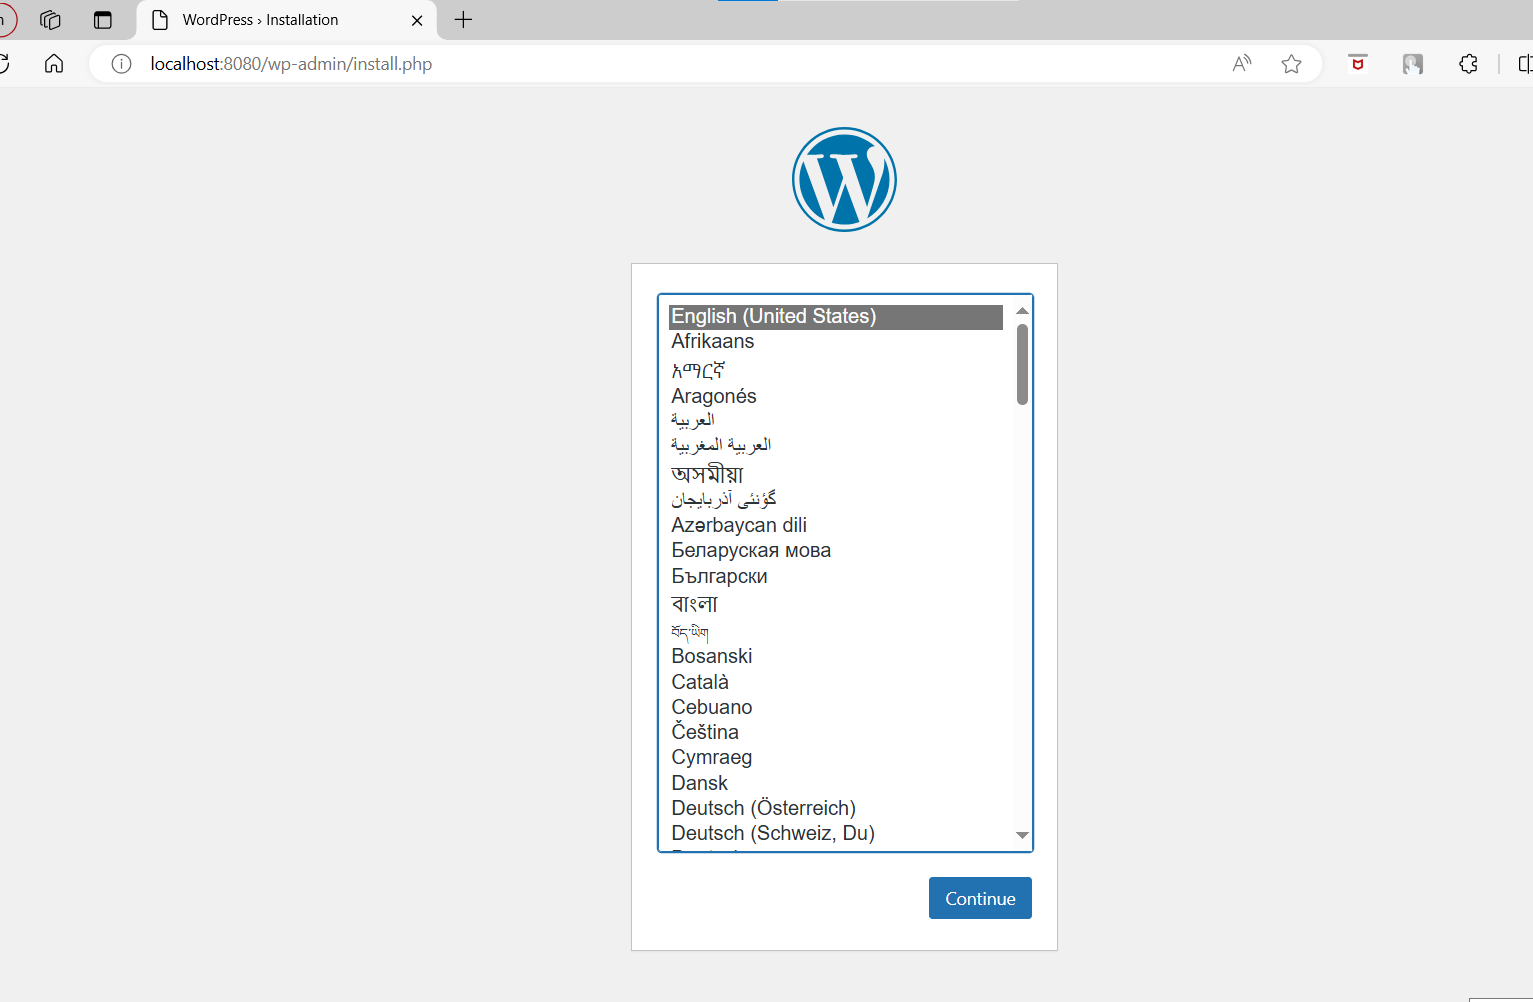 WordPress › Installation
localhost:8080/wp-admin/install.php
English (United States)
Afrikaans
አማርኛ
Aragonés
العربية
العربية المغربية
অসমীয়া
گؤنئی آذربایجان
Azərbaycan dili
Беларуская мова
Български
বাংলা
བོད་ཡིག
Bosanski
Català
Cebuano
Čeština
Cymraeg
Dansk
Deutsch (Österreich)
Deutsch (Schweiz, Du)
Continue